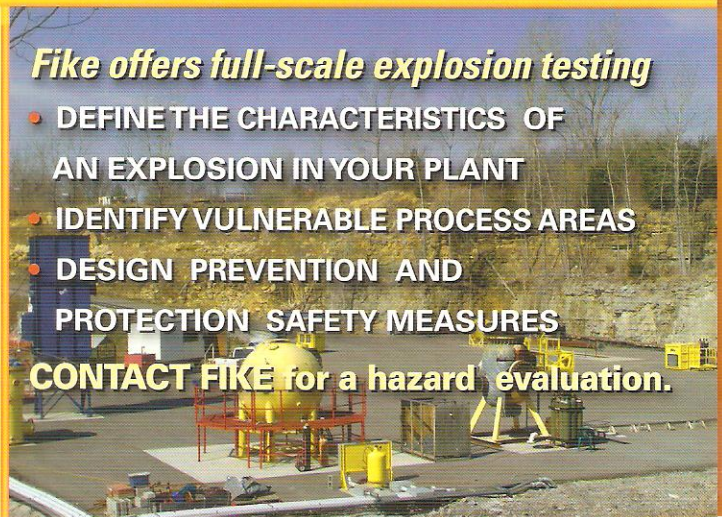 Fike offers full-scale explosion testing
• DEFINE THE CHARACTERISTICS OF
AN EXPLOSION IN YOUR PLANT
• IDENTIFY VULNERABLE PROCESS AREAS
• DESIGN PREVENTION AND
PROTECTION SAFETY MEASURES
CONTACT FIKE for a hazard evaluation.